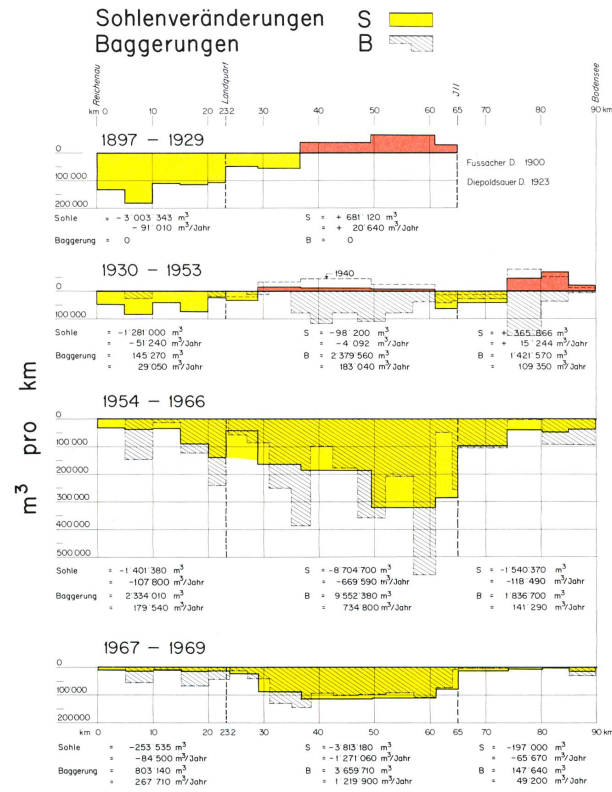 Sohlenveränderungen S
Baggerungen B
Reichenau Landquart J11 Bodensee
km 0 10 20 23.2 30 40 50 60 65 70 80 90 km
1897 – 1929
0
100 000
200 000
Fussacher D. 1900
Diepoldsauer D. 1923
Sohle = -3 003 343 m³ S = + 681 120 m³
= -91 010 m³/Jahr = + 20 640 m³/Jahr
Baggerung = 0 B = 0
1930 – 1953
1940
0
100 000
Sohle = -1 281 000 m³ S = -98 200 m³ S = + 365 866 m³
= -51 240 m³/Jahr = -4 092 m³/Jahr = + 15 244 m³/Jahr
Baggerung = 145 270 m³ B = 2 379 560 m³ B = 1 421 570 m³
= 29 050 m³/Jahr = 183 040 m³/Jahr = 109 350 m³/Jahr
m³ pro km
1954 – 1966
0
100 000
200 000
300 000
400 000
500 000
Sohle = -1 401 380 m³ S = -8 704 700 m³ S = -1 540 370 m³
= -107 800 m³/Jahr = -669 590 m³/Jahr = -118 490 m³/Jahr
Baggerung = 2 334 010 m³ B = 9 552 380 m³ B = 1 836 700 m³
= 179 540 m³/Jahr = 734 800 m³/Jahr = 141 290 m³/Jahr
1967 – 1969
0
100 000
200 000
km 0 10 20 23.2 30 40 50 60 65 70 80 90 km
Sohle = -253 535 m³ S = -3 813 180 m³ S = -197 000 m³
= -84 500 m³/Jahr = -1 271 060 m³/Jahr = -65 670 m³/Jahr
Baggerung = 803 140 m³ B = 3 659 710 m³ B = 147 640 m³
= 267 710 m³/Jahr = 1 219 900 m³/Jahr = 49 200 m³/Jahr